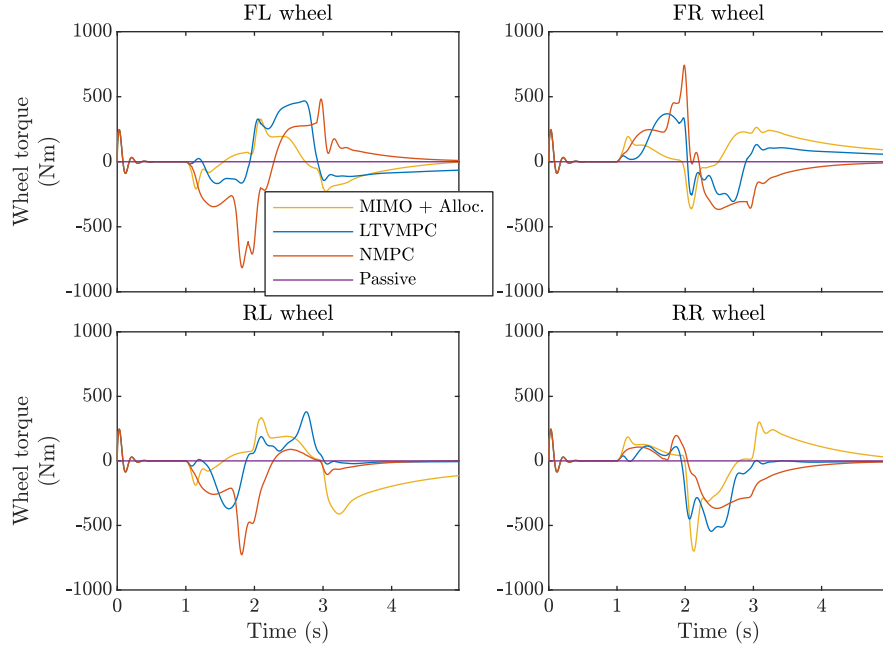 FL wheel
FR wheel
1000
500
0
-500
-1000
Wheel torque
(Nm)
MIMO + Alloc.
LTVMPC
NMPC
Passive
1000
500
0
-500
-1000
RL wheel
RR wheel
1000
500
0
-500
-1000
Wheel torque
(Nm)
0
1
2
3
4
Time (s)
1000
500
0
-500
-1000
0
1
2
3
4
Time (s)